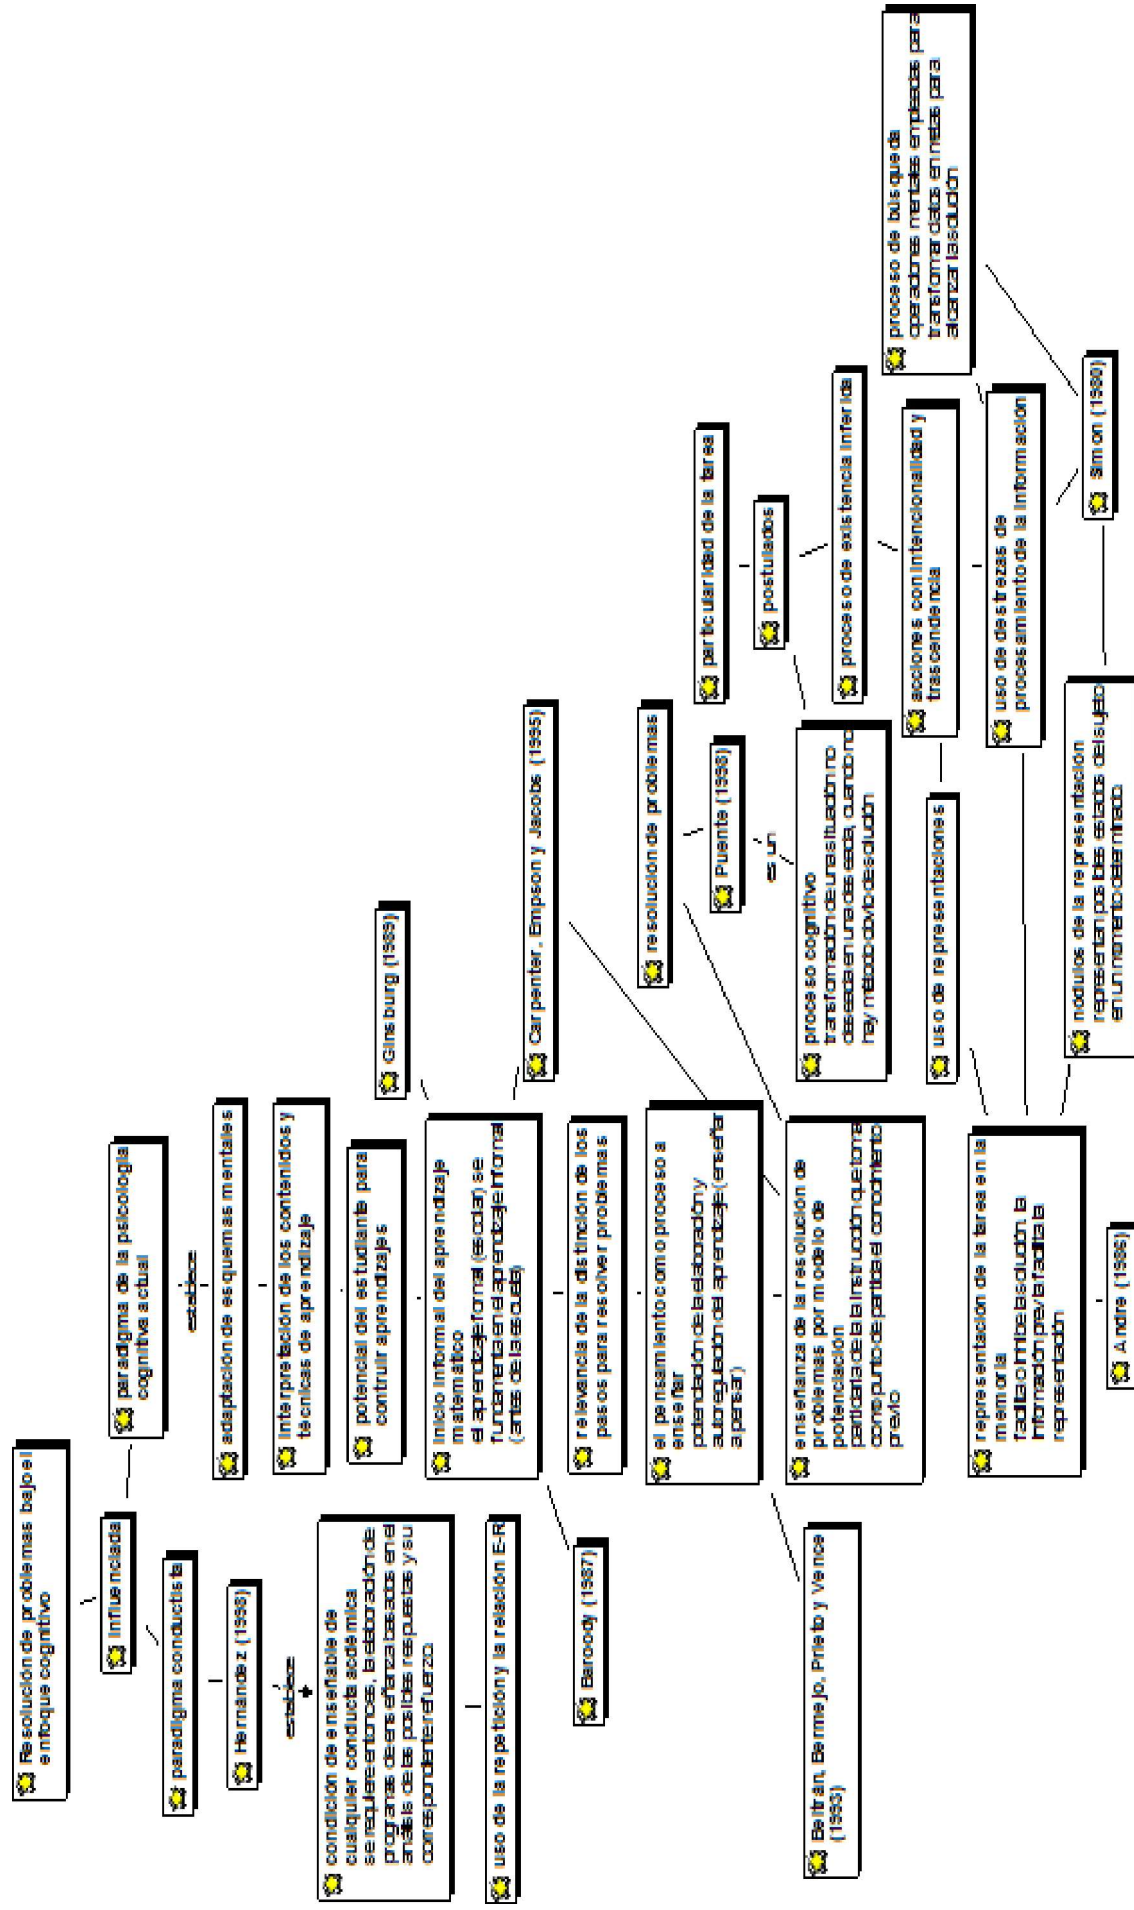 Resolución de problemas bajo el
enfoque cognitivo
Influenciada
paradigma conductista
Hernández (1998)
establece
condición de enseñable de
cualquier conducta acdémica
se requiere entonces, la elaboración de
programas de enseñanza basados en el
análisis de las posibles respuestas y su
correspondiente refuerzo
uso de la repetición y la relación E-R
paradigma de la psicología
cognitiva actual
establece
adaptación de esquemas mentales
interpretación de los contenidos y
técnicas de aprendizaje
potencial del estudiante para
contruir aprendizajes
inicio informal del aprendizaje
matemático
el aprendizaje formal (escolar) se
fundamenta en el aprendizaje informal
(antes de la escuela)
Baroody (1987)
Ginsburg (1989)
Carpenter, Empson y Jacobs (1995)
relevancia de la distinción de los
pasos para resolver problemas
el pensamiento como proceso a
enseñar
potenciación de la elaboración y
autoregulación del aprendizaje (enseñar
a pensar)
Beltrán, Bermejo, Prieto y Vence
enseñanza de la resolución de
problemas por modelo de
potenciación
partidaria de la instrucción que toma
como punto de partida el conocimiento
previo
resolución de problemas
Puente (1998)
es un
proceso cognitivo
transformación de una situación no
deseada en una deseada, cuando no
hay método obvio de solución
postulados
particularidad de la tarea
proceso de existencia inferida
acciones con intencionalidad y
trascendencia
uso de representaciones
uso de destrezas de
procesamiento de la información
proceso de búsqueda
operaciones mentales empleadas para
transformar datos en metas para
alcanzar la solución
representación de la tarea en la
memoria
facilita o inhibe la solución, la
información previa facilita la
representación
Andre (1986)
nódulos de la representación
representan posibles estados del sujeto
en un momento determinado
Simon (1989)